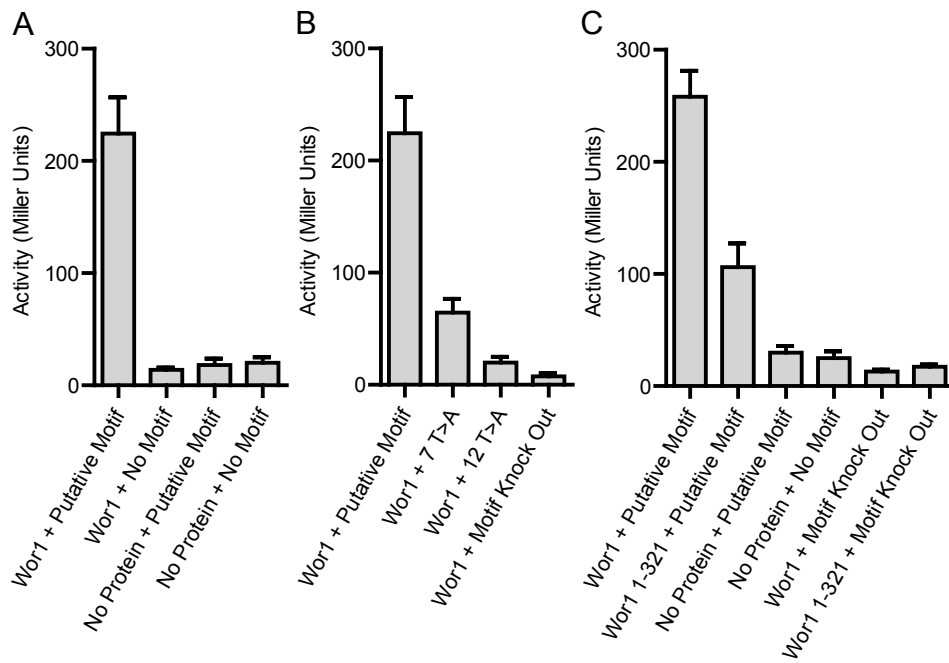 A
Activity (Miller Units)
300
200
100
0
Wor1 + Putative Motif
Wor1 + No Motif
No Protein + Putative Motif
No Protein + No Motif
B
Activity (Miller Units)
300
200
100
0
Wor1 + Putative Motif
Wor1 + 7 T>A
Wor1 + 12 T>A
Wor1 + Motif Knock Out
C
Activity (Miller Units)
300
200
100
0
Wor1 + Putative Motif
Wor1 1-321 + Putative Motif
No Protein + Putative Motif
No Protein + No Motif
Wor1 + Motif Knock Out
Wor1 1-321 + Motif Knock Out